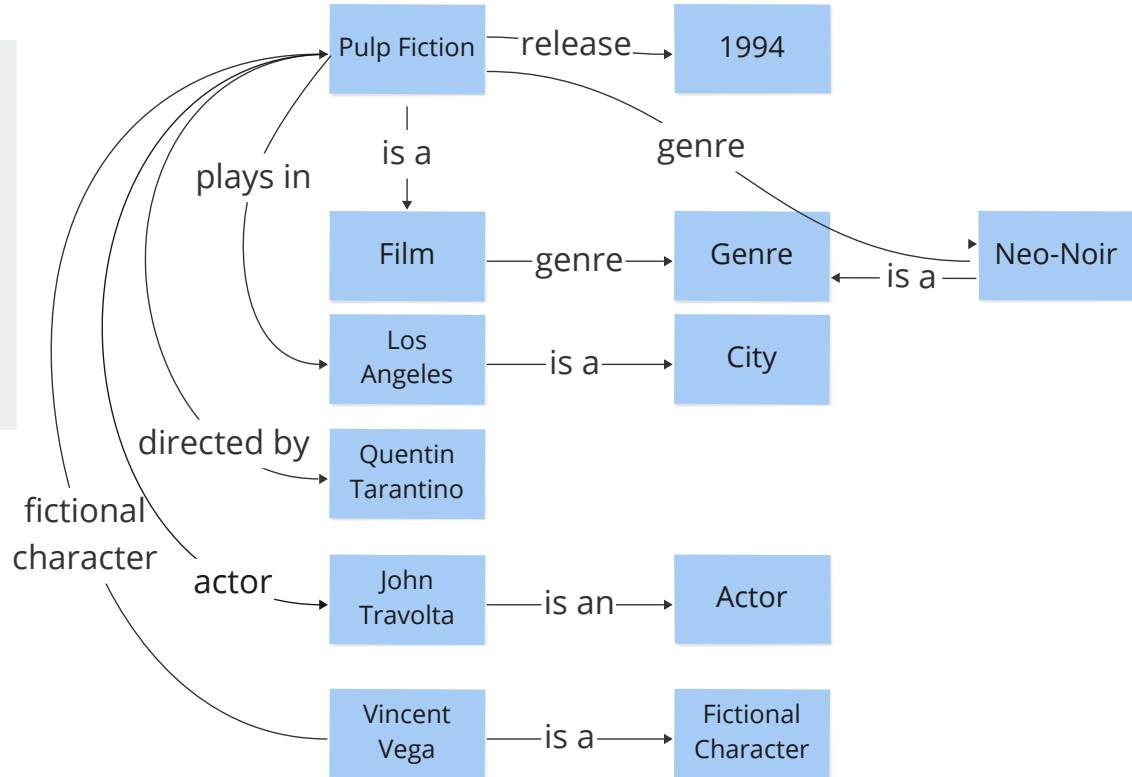 Pulp Fiction
release
1994
is a
genre
plays in
Film
genre
Genre
is a
Neo-Noir
Los
Angeles
is a
City
directed by
Quentin
Tarantino
fictional
character
actor
John
Travolta
is an
Actor
Vincent
Vega
is a
Fictional
Character